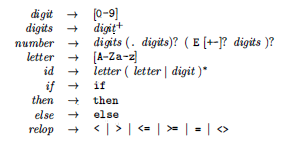 digit → [0-9]
digits → digit+
number → digits (. digits)? ( E [+-]? digits )?
letter → [A-Za-z]
id → letter ( letter | digit )*
if → if
then → then
else → else
relop → < | > | <= | >= | = | <>